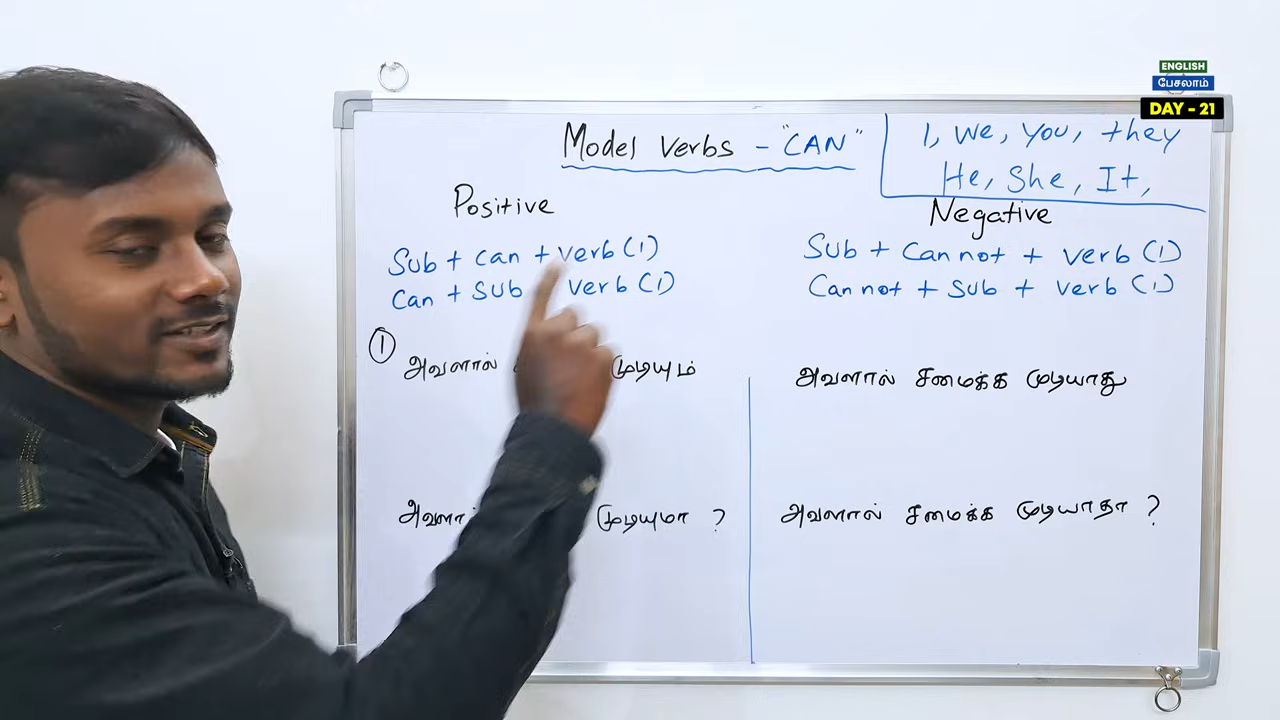 ENGLISH
பேசலாம்
DAY - 21
Model Verbs - "CAN"
I, we, you, they
He, She, It,
Positive
Negative
Sub + can + verb (1)
Can + Sub verb (1)
Sub + Can not + verb (1)
Can not + Sub + verb (1)
1
அவளால் முடியும்
அவளால் சமைக்க முடியாது
முடியுமா ?
அவளால் சமைக்க முடியாதா ?